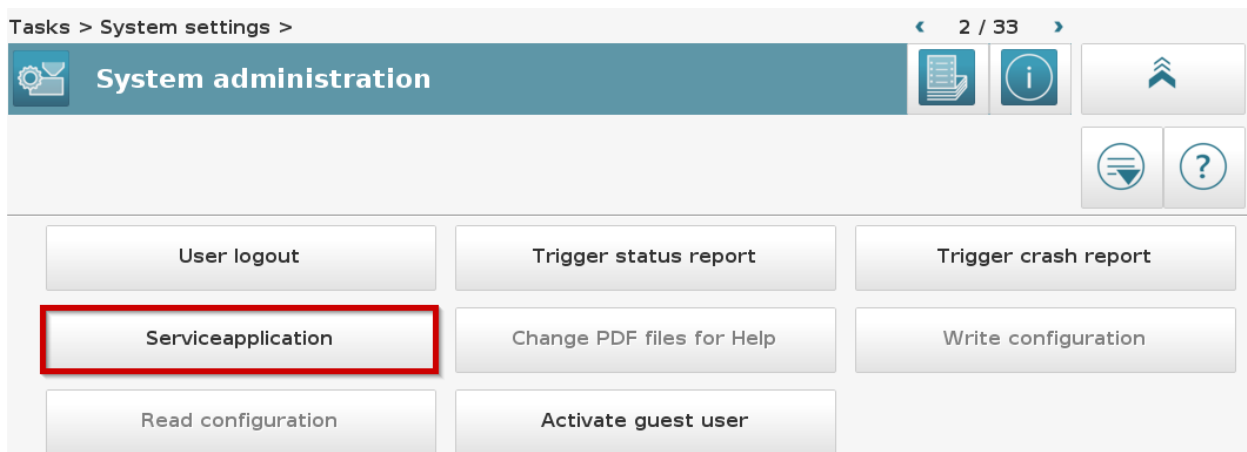 Tasks > System settings >
2 / 33
System administration
i
?
User logout
Trigger status report
Trigger crash report
Serviceapplication
Change PDF files for Help
Write configuration
Read configuration
Activate guest user